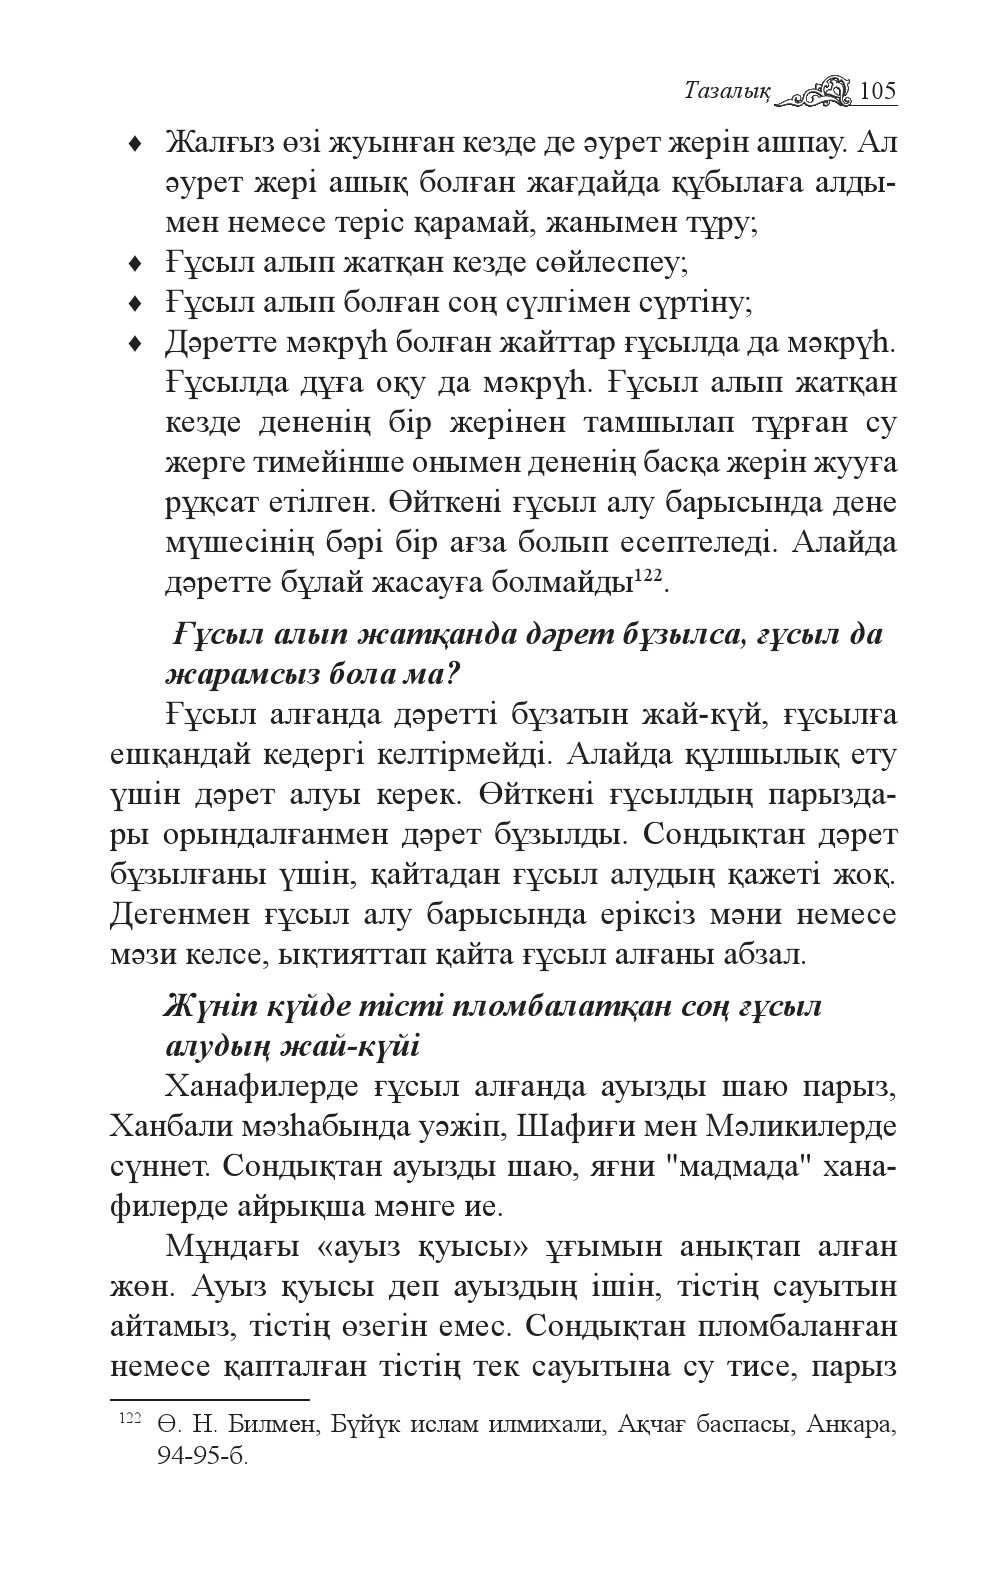 Тазалық 105
♦ Жалғыз өзі жуынған кезде де әурет жерін ашпау. Ал
әурет жері ашық болған жағдайда құбылаға алды-
мен немесе теріс қарамай, жанымен тұру;
♦ Ғұсыл алып жатқан кезде сөйлеспеу;
♦ Ғұсыл алып болған соң сүлгімен сүртіну;
♦ Дәретте мәкрүһ болған жайттар ғұсылда да мәкрүһ.
Ғұсылда дұға оқу да мәкрүһ. Ғұсыл алып жатқан
кезде дененің бір жерінен тамшылап тұрған су
жерге тимейінше онымен дененің басқа жерін жууға
рұқсат етілген. Өйткені ғұсыл алу барысында дене
мүшесінің бәрі бір ағза болып есептеледі. Алайда
дәретте бұлай жасауға болмайды¹²².
Ғұсыл алып жатқанда дәрет бұзылса, ғұсыл да
жарамсыз бола ма?
Ғұсыл алғанда дәретті бұзатын жай-күй, ғұсылға
ешқандай кедергі келтірмейді. Алайда құлшылық ету
үшін дәрет алуы керек. Өйткені ғұсылдың парызда-
ры орындалғанмен дәрет бұзылды. Сондықтан дәрет
бұзылғаны үшін, қайтадан ғұсыл алудың қажеті жоқ.
Дегенмен ғұсыл алу барысында еріксіз мәни немесе
мәзи келсе, ықтияттап қайта ғұсыл алғаны абзал.
Жүніп күйде тісті пломбалатқан соң ғұсыл
алудың жай-күйі
Ханафилерде ғұсыл алғанда ауызды шаю парыз,
Ханбали мәзһабында уәжіп, Шафиғи мен Мәликилерде
сүннет. Сондықтан ауызды шаю, яғни "мадмада" хана-
филерде айрықша мәнге ие.
Мұндағы «ауыз қуысы» ұғымын анықтап алған
жөн. Ауыз қуысы деп ауыздың ішін, тістің сауытын
айтамыз, тістің өзегін емес. Сондықтан пломбаланған
немесе қапталған тістің тек сауытына су тисе, парыз
¹²² Ө. Н. Билмен, Бүйүк ислам илмихали, Ақчағ баспасы, Анкара,
94-95-б.